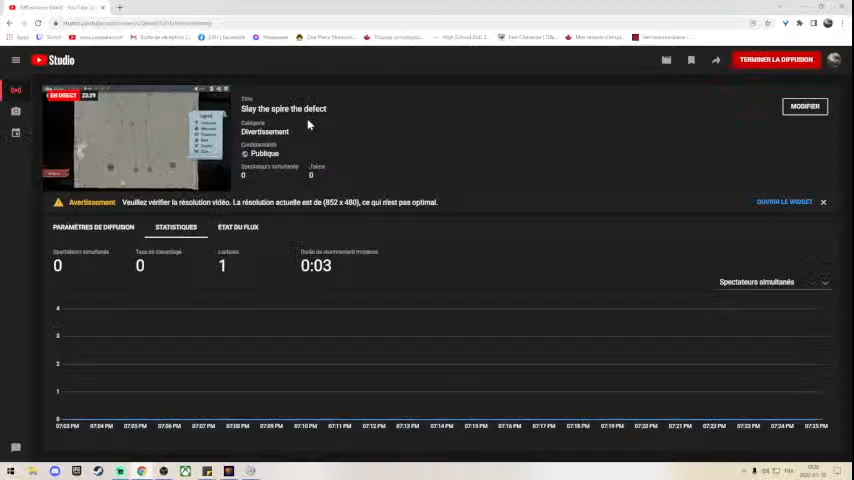 Twitch
Studio
TERMINER LA DIFFUSION
EN DIRECT
Legend
Titre
Slay the spire the defect
Catégorie
Divertissement
Confidentialité
Publique
Spectateurs simultanés J'aime
0 0
MODIFIER
Avertissement Veuillez vérifier la résolution vidéo. La résolution actuelle est de (852 x 480), ce qui n'est pas optimal.
OUVRIR LE WIDGET
PARAMÈTRES DE DIFFUSION STATISTIQUES ÉTAT DU FLUX
Spectateurs simultanés Taux de clavardage Lectures Durée de visionnement moyenne
0 0 1 0:03
Spectateurs simultanés
4
3
2
1
0
07:03 PM 07:04 PM 07:05 PM 07:06 PM 07:07 PM 07:08 PM 07:09 PM 07:10 PM 07:11 PM 07:12 PM 07:13 PM 07:14 PM 07:15 PM 07:16 PM 07:17 PM 07:18 PM 07:19 PM 07:20 PM 07:21 PM 07:22 PM 07:23 PM 07:24 PM 07:25 PM
FRA